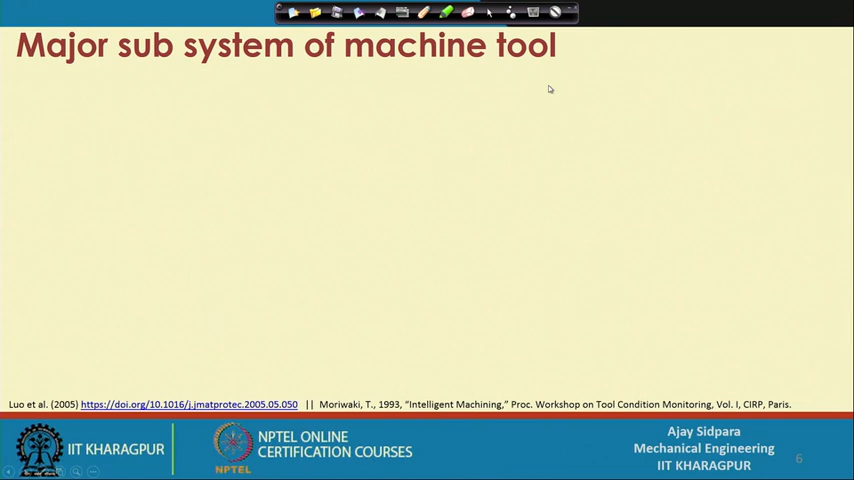 Major sub system of machine tool
Luo et al. (2005) https://doi.org/10.1016/j.jmatprotec.2005.05.050 || Moriwaki, T., 1993, “Intelligent Machining,” Proc. Workshop on Tool Condition Monitoring, Vol. I, CIRP, Paris.
IIT KHARAGPUR
NPTEL
NPTEL ONLINE
CERTIFICATION COURSES
Ajay Sidpara
Mechanical Engineering
IIT KHARAGPUR
6